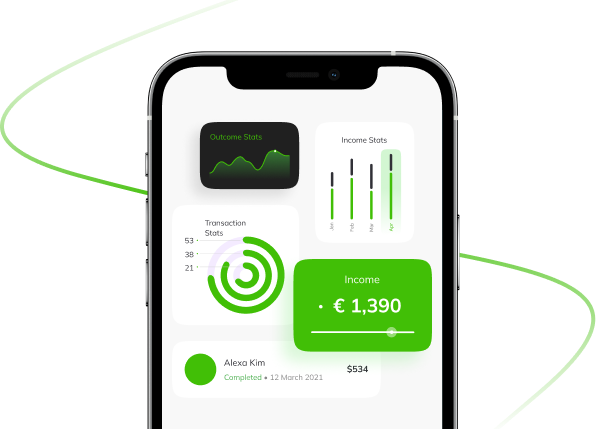 Outcome Stats
Income Stats
Feb
Mar
Apr
Transaction
Stats
53
38
21
Income
• € 1,390
Alexa Kim
Completed • 12 March 2021
$534